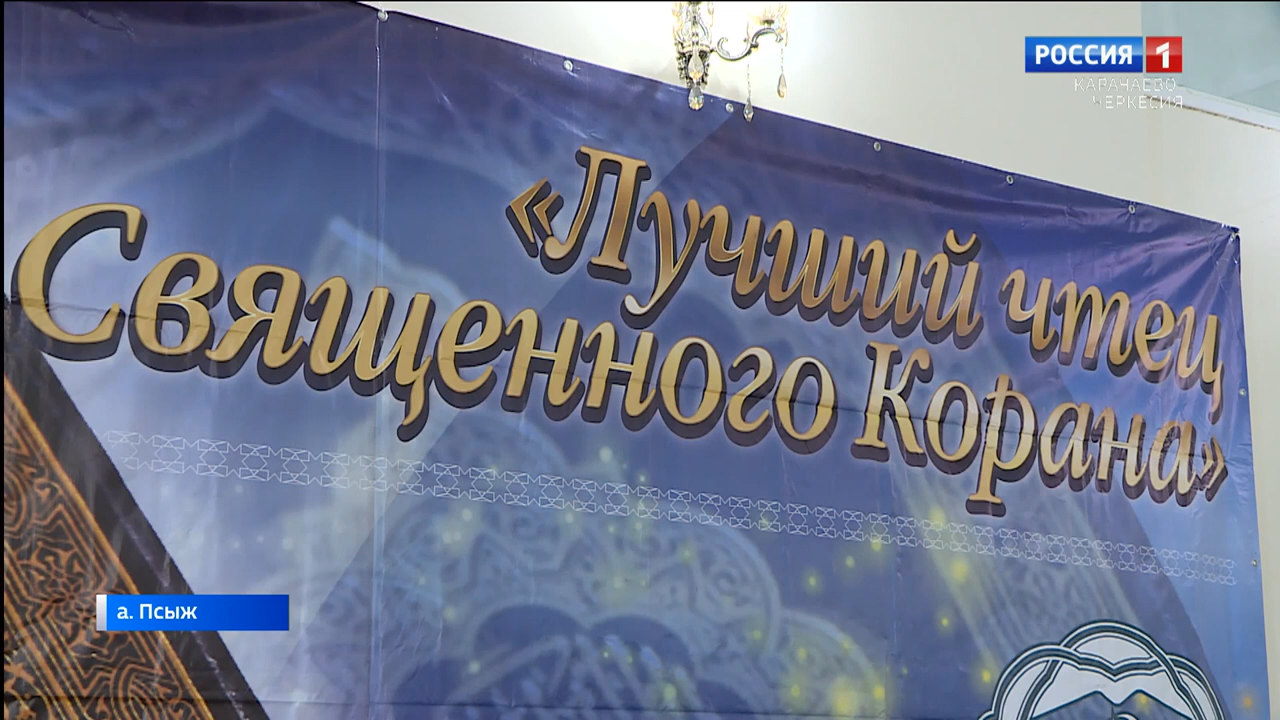 РОССИЯ 1
КАРАЧАЕВО
ЧЕРКЕСИЯ
«Лучший чтец
Священного Корана»
а. Псыж